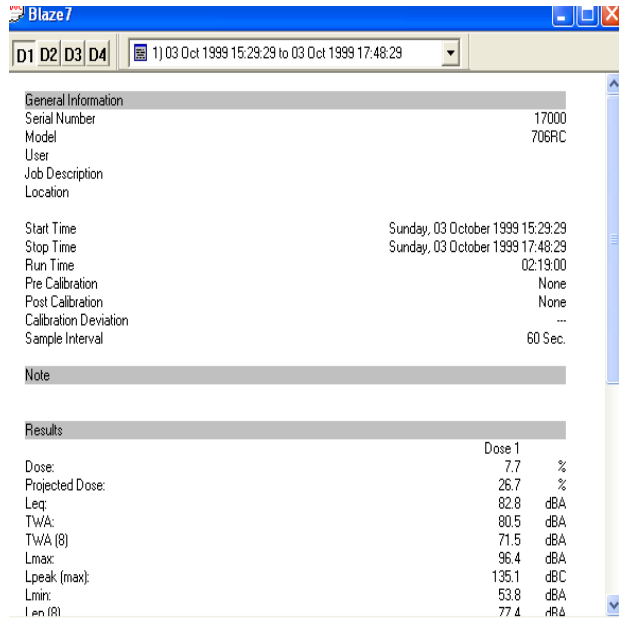 Blaze7
D1 D2 D3 D4 1) 03 Oct 1999 15:29:29 to 03 Oct 1999 17:48:29
General Information
Serial Number 17000
Model 706RC
User
Job Description
Location
Start Time Sunday, 03 October 1999 15:29:29
Stop Time Sunday, 03 October 1999 17:48:29
Run Time 02:19:00
Pre Calibration None
Post Calibration None
Calibration Deviation ---
Sample Interval 60 Sec.
Note
Results
Dose 1
Dose: 7.7 %
Projected Dose: 26.7 %
Leq: 82.8 dBA
TWA: 80.5 dBA
TWA (8) 71.5 dBA
Lmax: 96.4 dBA
Lpeak (max): 135.1 dBC
Lmin: 53.8 dBA
Lep (8) 77.4 dBA